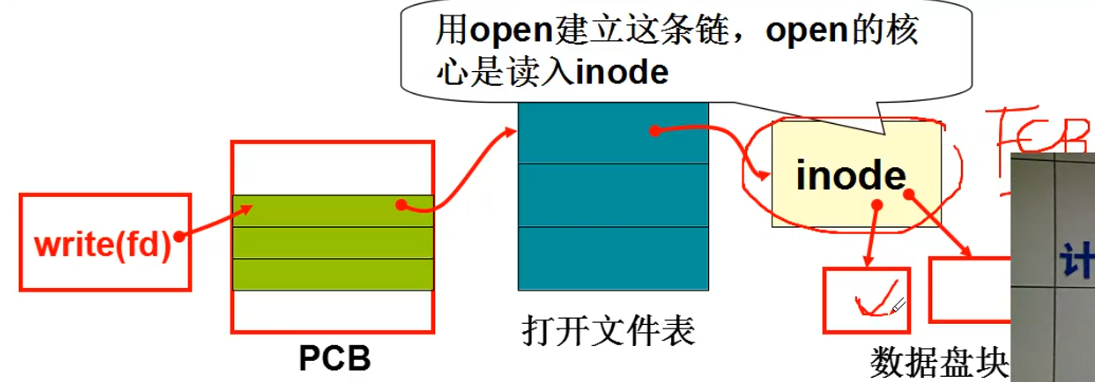 用open建立这条链，open的核
心是读入inode
FCB
inode
write(fd)
计
打开文件表
PCB
数据盘块